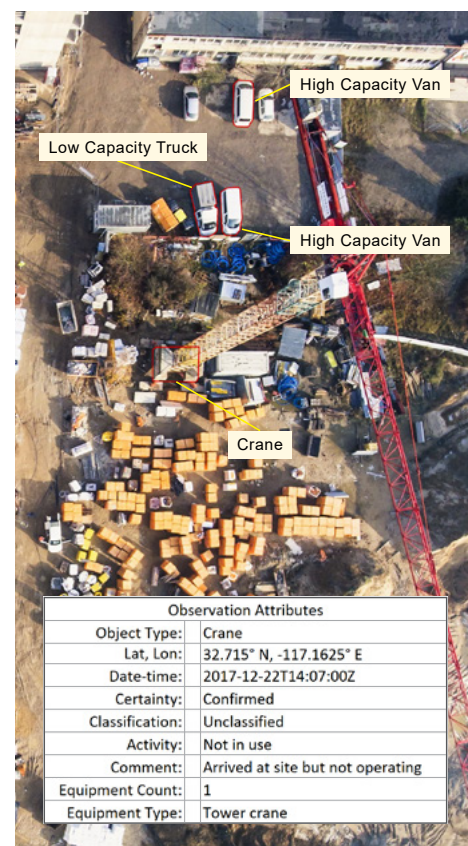 High Capacity Van
Low Capacity Truck
High Capacity Van
Crane
Observation Attributes
Object Type: Crane
Lat, Lon: 32.715° N, -117.1625° E
Date-time: 2017-12-22T14:07:00Z
Certainty: Confirmed
Classification: Unclassified
Activity: Not in use
Comment: Arrived at site but not operating
Equipment Count: 1
Equipment Type: Tower crane